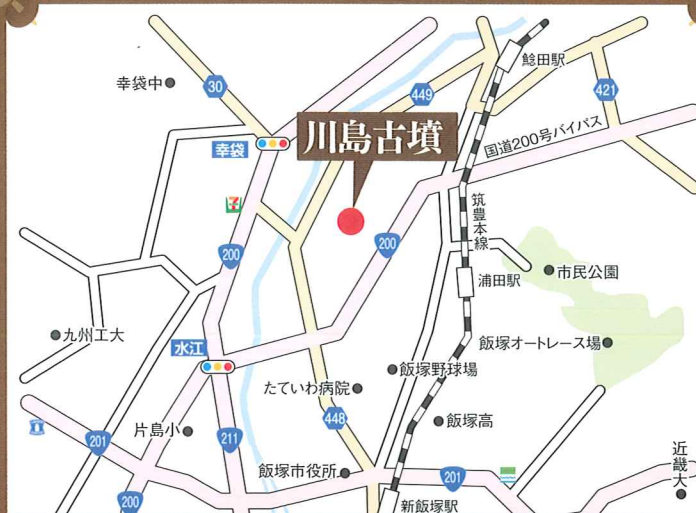 鯰田駅
幸袋中
30
449
421
幸袋
川島古墳
国道200号バイパス
筑豊本線
200
200
浦田駅
市民公園
九州工大
水江
飯塚オートレース場
飯塚野球場
たていわ病院
448
飯塚高
片島小
201
211
近畿大
飯塚市役所
201
200
新飯塚駅